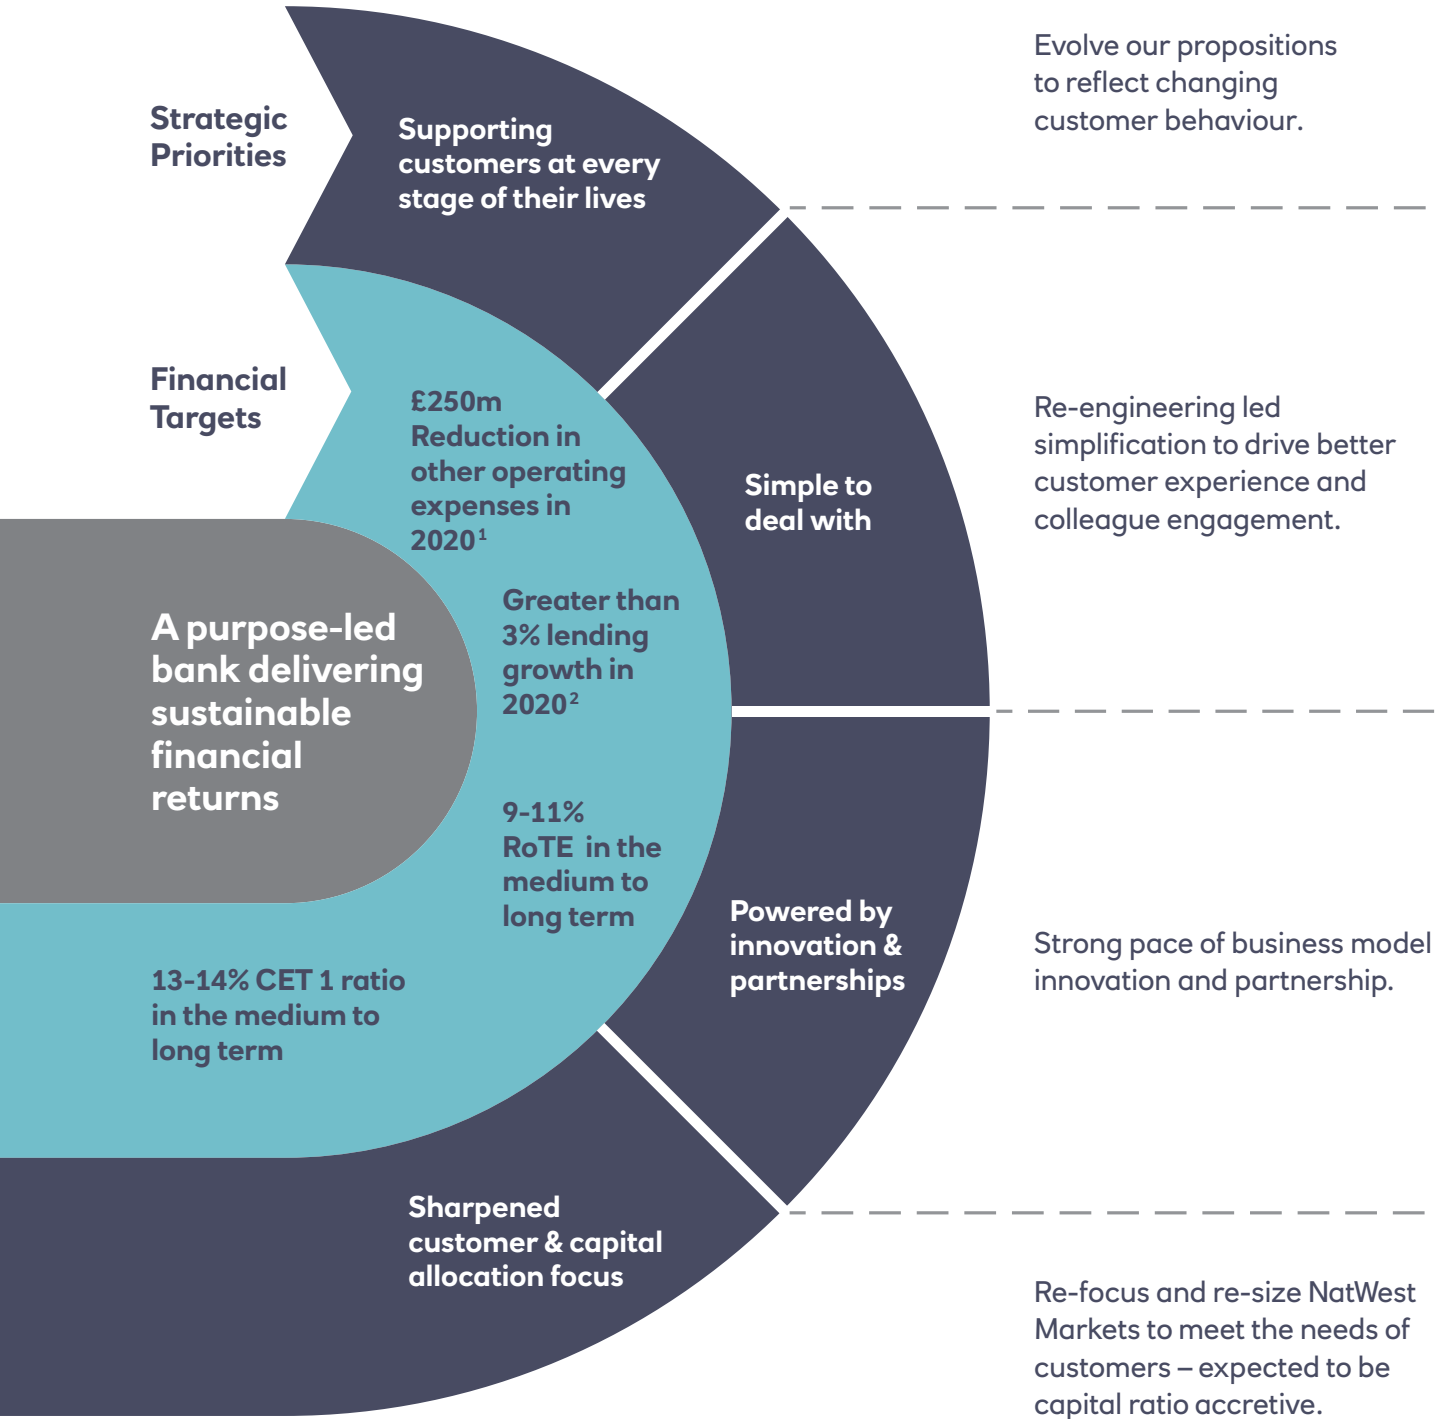 Strategic
Priorities
Supporting
customers at every
stage of their lives
Evolve our propositions
to reflect changing
customer behaviour.
Financial
Targets
£250m
Reduction in
other operating
expenses in
2020¹
Simple to
deal with
Re-engineering led
simplification to drive better
customer experience and
colleague engagement.
Greater than
3% lending
growth in
2020²
A purpose-led
bank delivering
sustainable
financial
returns
9-11%
RoTE in the
medium to
long term
Powered by
innovation &
partnerships
Strong pace of business model
innovation and partnership.
13-14% CET 1 ratio
in the medium to
long term
Sharpened
customer & capital
allocation focus
Re-focus and re-size NatWest
Markets to meet the needs of
customers – expected to be
capital ratio accretive.